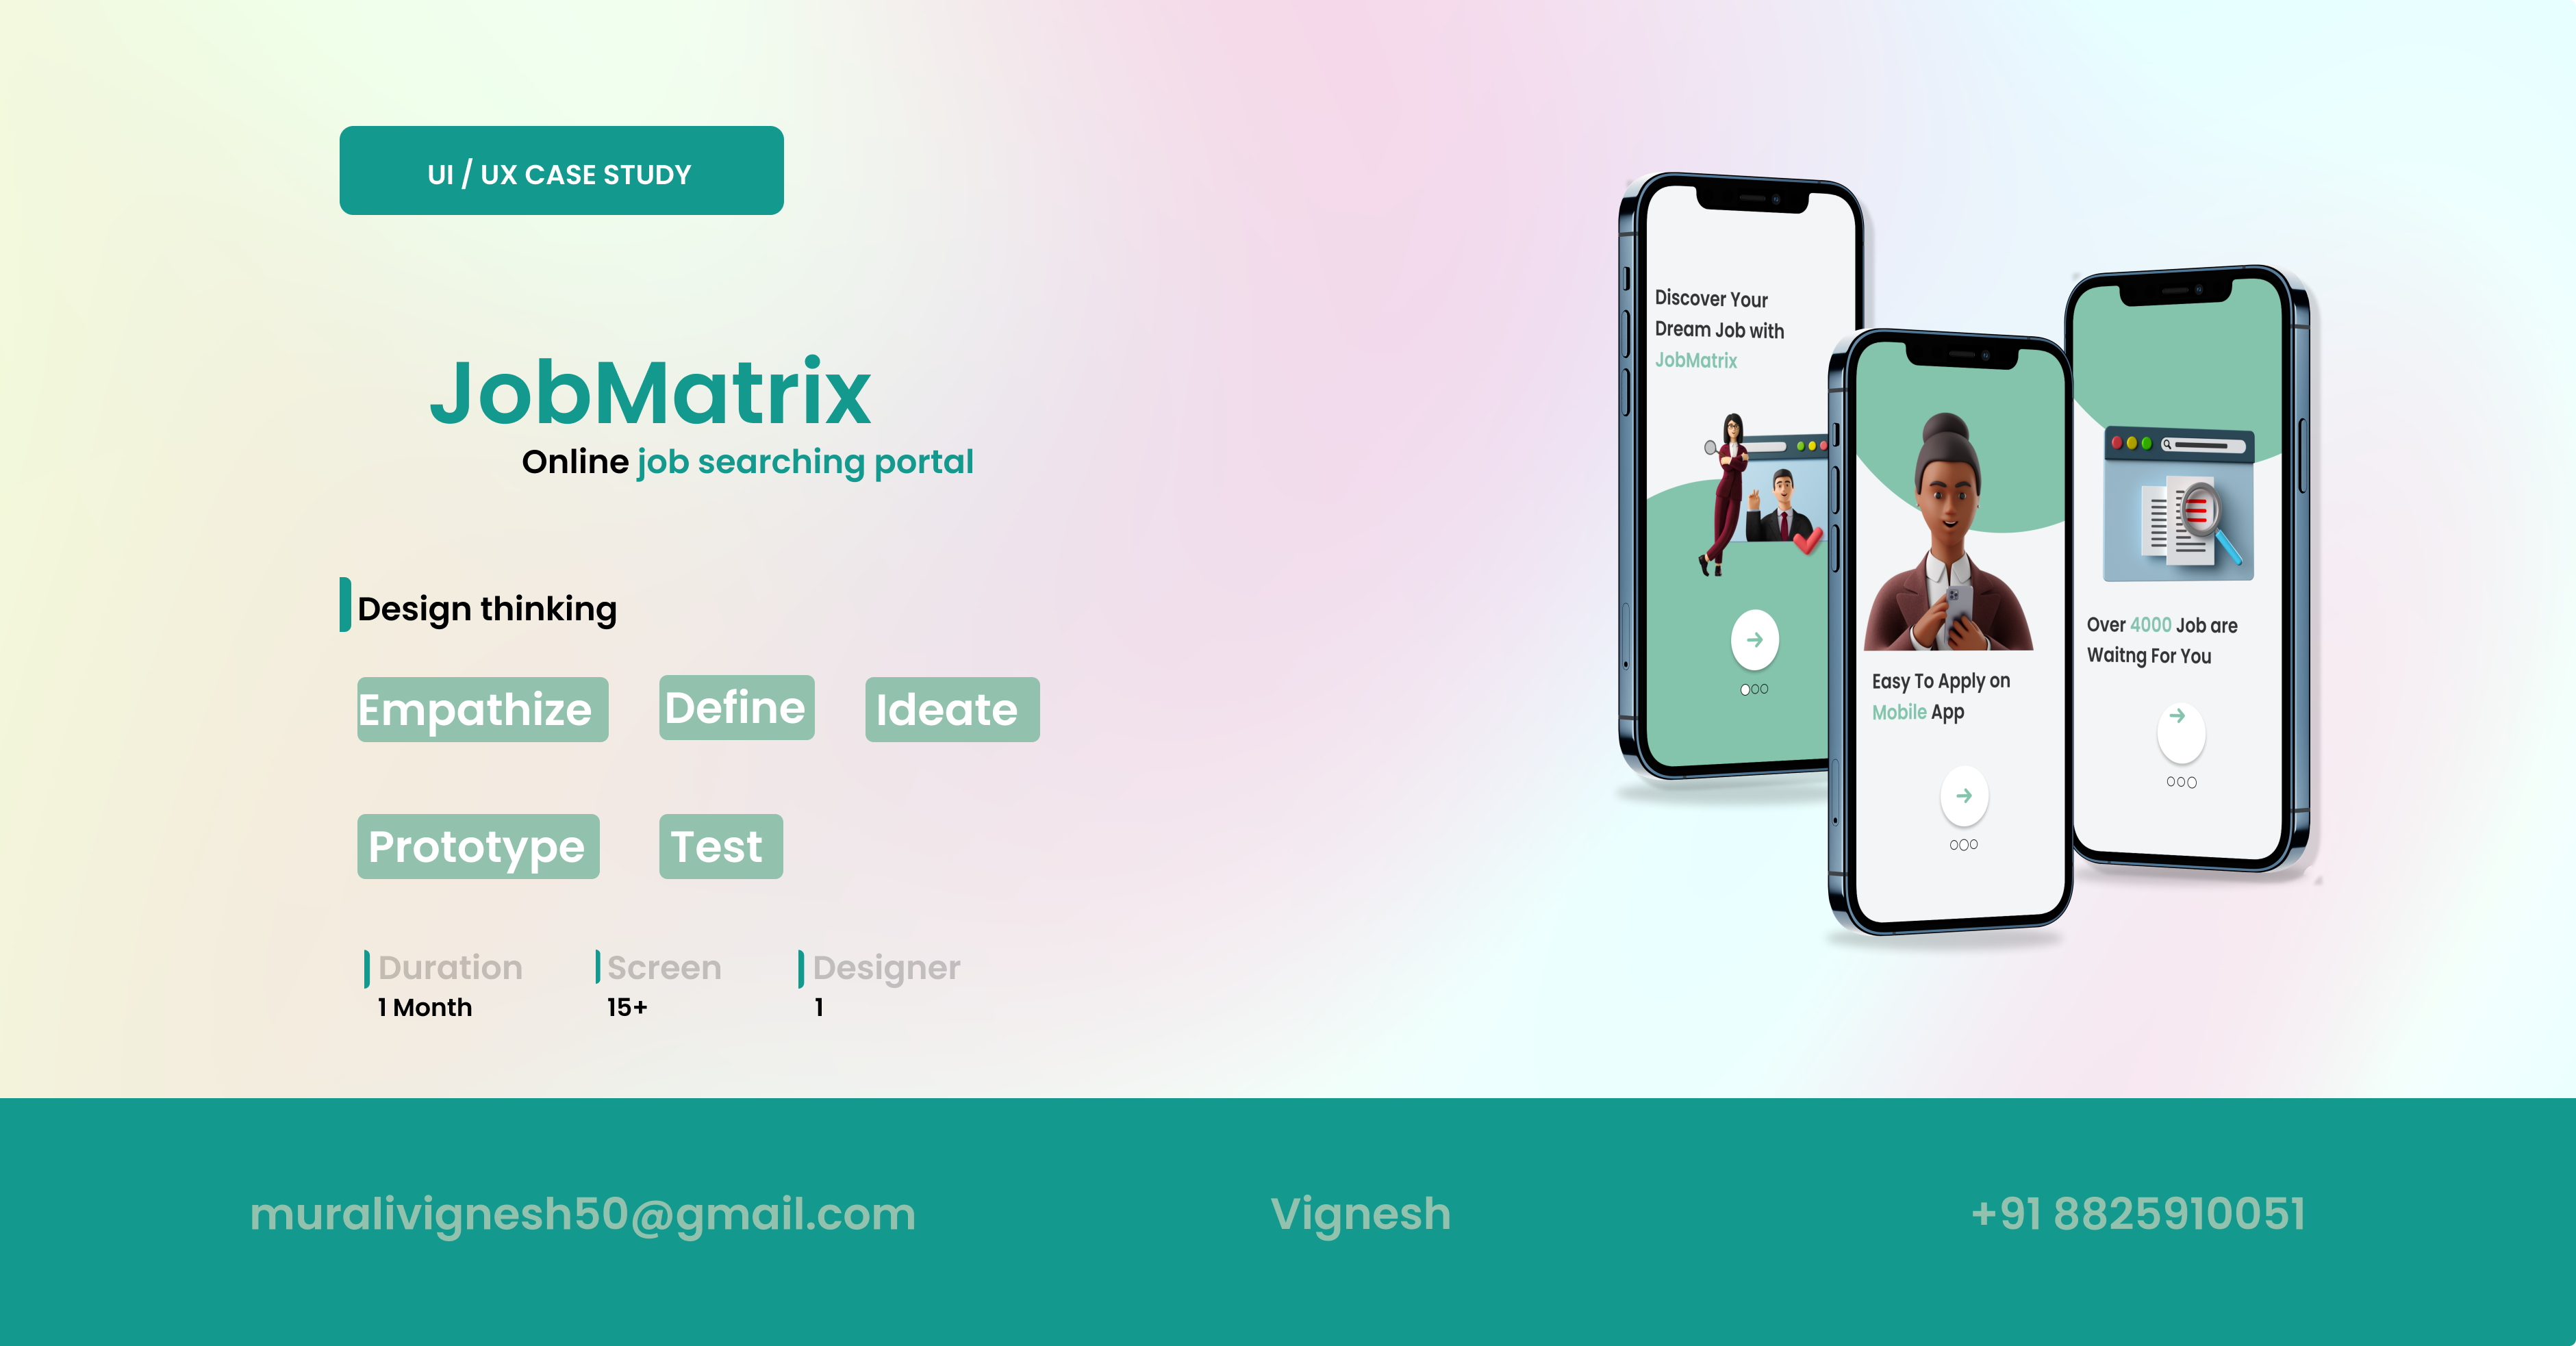 UI / UX CASE STUDY
JobMatrix
Online job searching portal
Design thinking
Empathize
Define
Ideate
Prototype
Test
Duration
1 Month
Screen
15+
Designer
1
Discover Your
Dream Job with
JobMatrix
Easy To Apply on
Mobile App
Over 4000 Job are
Waitng For You
muralivignesh50@gmail.com
Vignesh
+91 8825910051